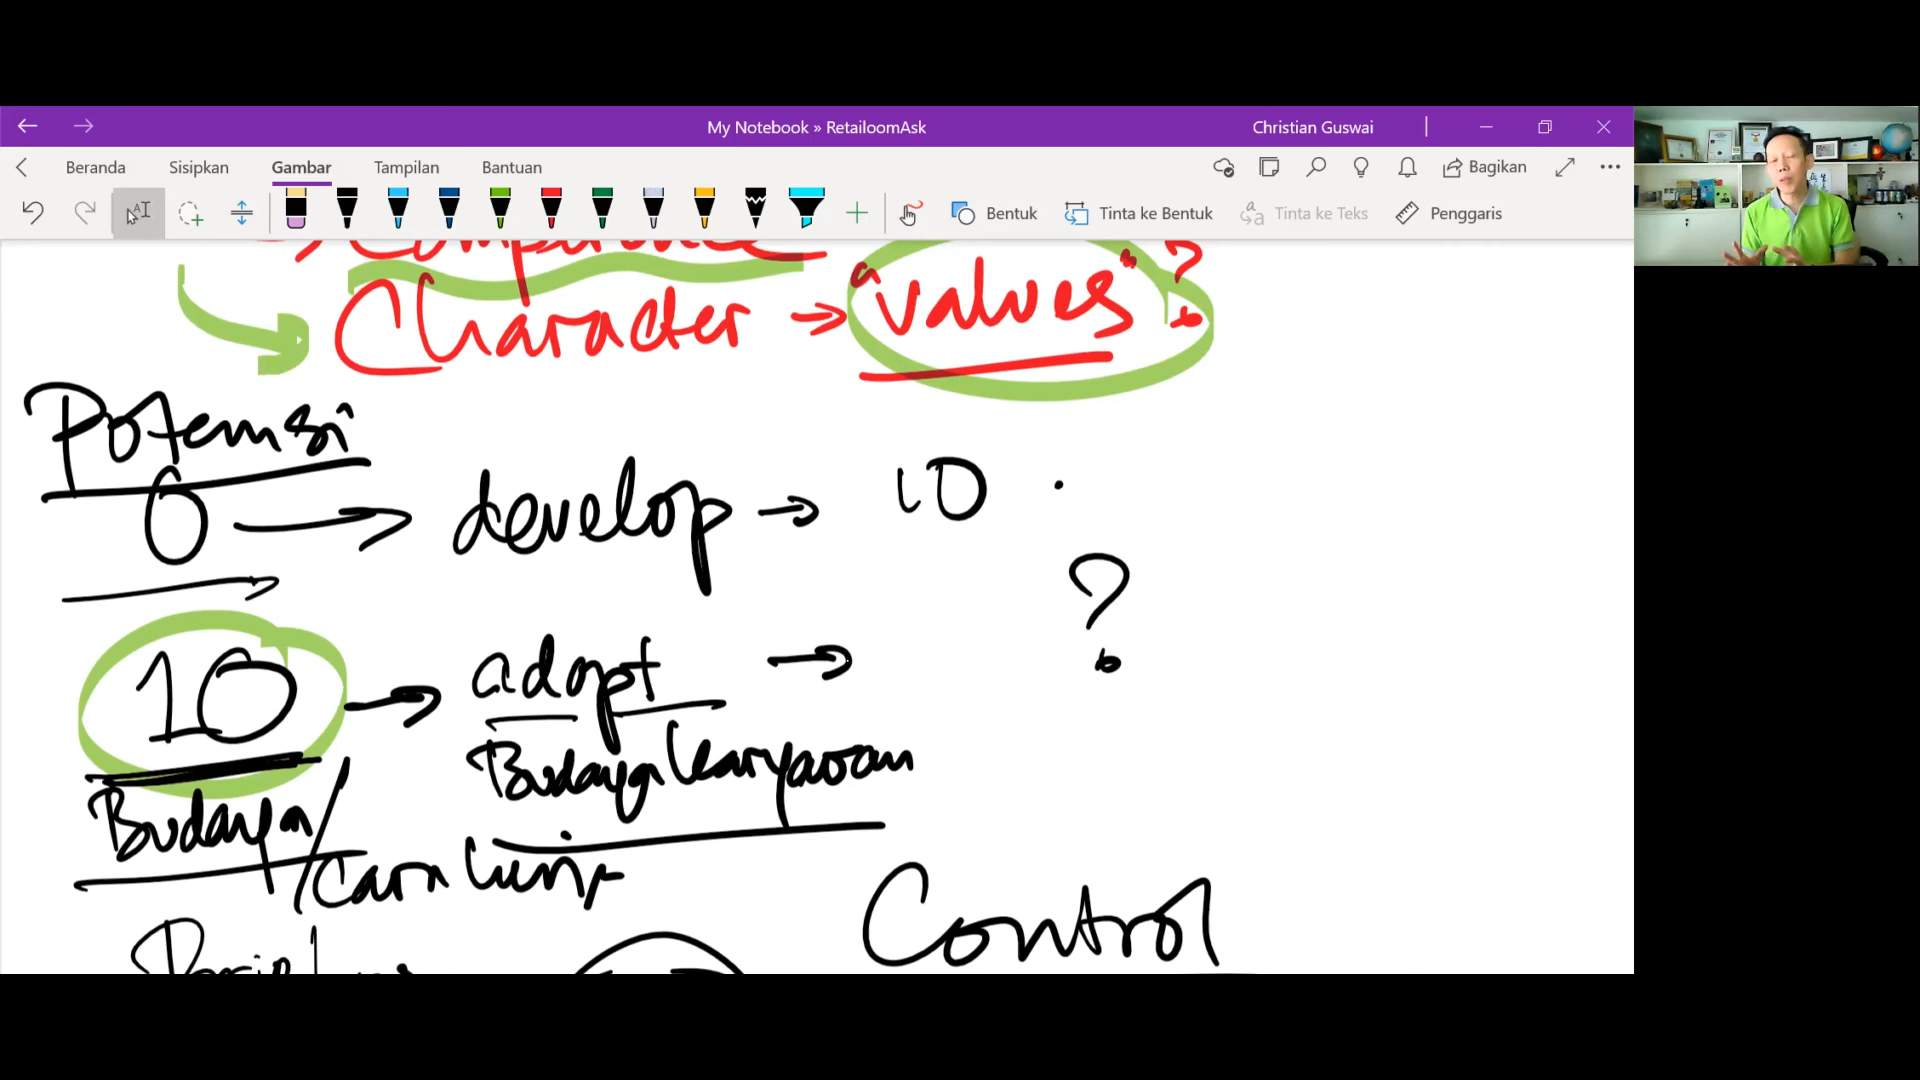 My Notebook » RetailoomAsk
Christian Guswai
Beranda Sisipkan Gambar Tampilan Bantuan
Bagikan
Bentuk Tinta ke Bentuk Tinta ke Teks Penggaris
Character → "values" ?
Potensi
0 → develop → 10 .
?
10 → adopt →
Budaya karyawan
Budaya/
Cara
Control